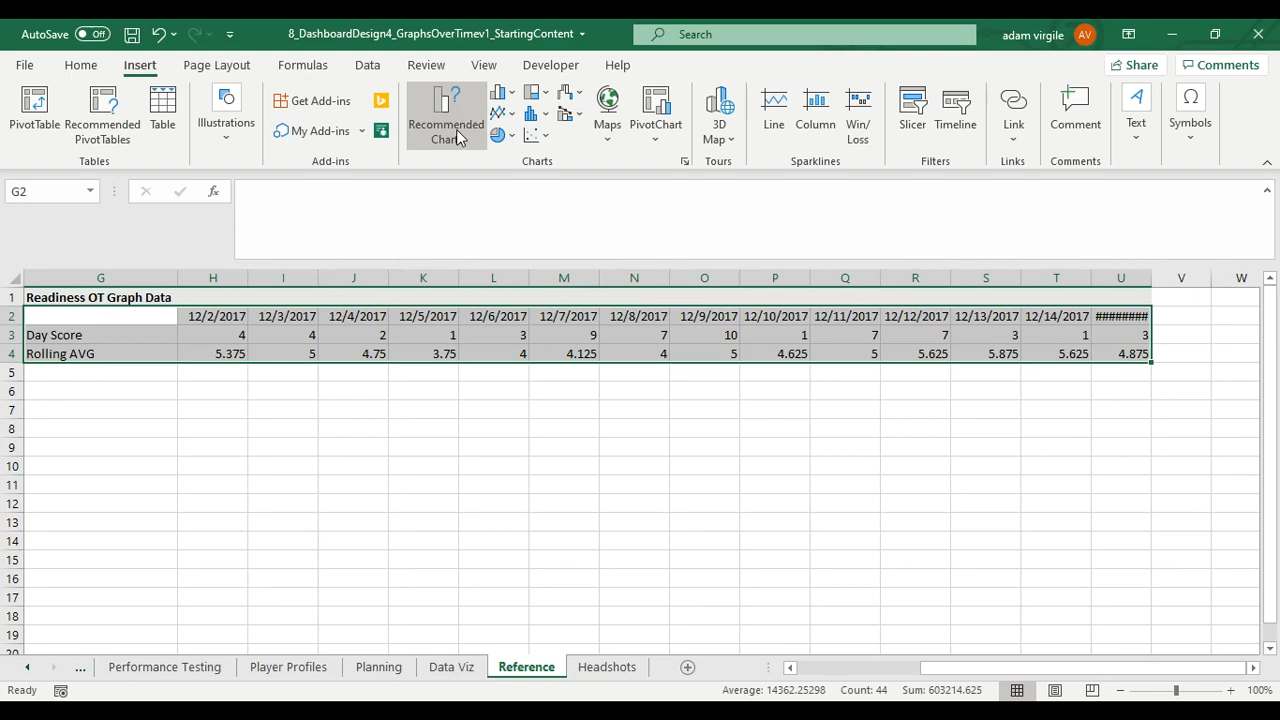 AutoSave Off 8_DashboardDesign4_GraphsOverTimev1_StartingContent Search adam virgile AV
File Home Insert Page Layout Formulas Data Review View Developer Help Share Comments
PivotTable Recommended PivotTables Table Illustrations Get Add-ins My Add-ins Recommended Charts Maps PivotChart 3D Map Line Column Win/Loss Slicer Timeline Link Comment Text Symbols
Tables Add-ins Charts Tours Sparklines Filters Links Comments
G2 fx
G H I J K L M N O P Q R S T U V W
1 Readiness OT Graph Data
2 12/2/2017 12/3/2017 12/4/2017 12/5/2017 12/6/2017 12/7/2017 12/8/2017 12/9/2017 12/10/2017 12/11/2017 12/12/2017 12/13/2017 12/14/2017 ########
3 Day Score 4 4 2 1 3 9 7 10 1 7 7 3 1 3
4 Rolling AVG 5.375 5 4.75 3.75 4 4.125 4 5 4.625 5 5.625 5.875 5.625 4.875
5
6
7
8
9
10
11
12
13
14
15
16
17
18
19
... Performance Testing Player Profiles Planning Data Viz Reference Headshots
Ready Average: 14362.25298 Count: 44 Sum: 603214.625 100%